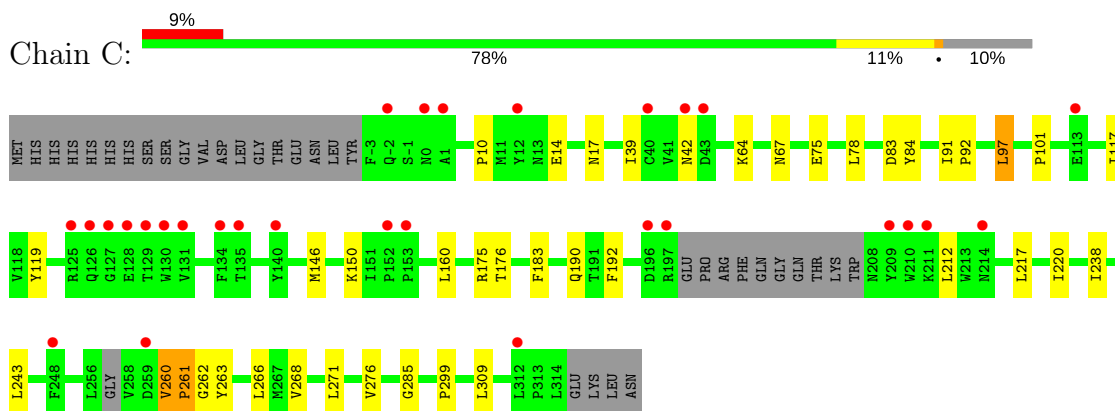 9%
Chain C:
78% 11% • 10%
MET HIS HIS HIS HIS HIS HIS SER SER GLY VAL ASP LEU GLY THR GLU ASN LEU TYR F-3 Q-2 S-1 N0 A1 P10 M11 Y12 N13 E14 N17 I39 C40 V41 N42 D43 K64 N67 E75 L78 D83 Y84 I91 P92 L97 P101 E113 I117
V118 Y119 R125 Q126 G127 E128 T129 W130 V131 F134 T135 Y140 M146 K150 I151 P152 P153 L160 R175 T176 F183 Q190 T191 F192 D196 R197 GLU PRO ARG PHE GLN GLY GLN THR LYS TRP N208 Y209 W210 K211 L212 W213 N214 L217 I220 I238
L243 F248 L256 GLY V258 D259 V260 P261 G262 Y263 L266 M267 V268 L271 V276 G285 P299 L309 L312 P313 L314 GLU LYS LEU ASN